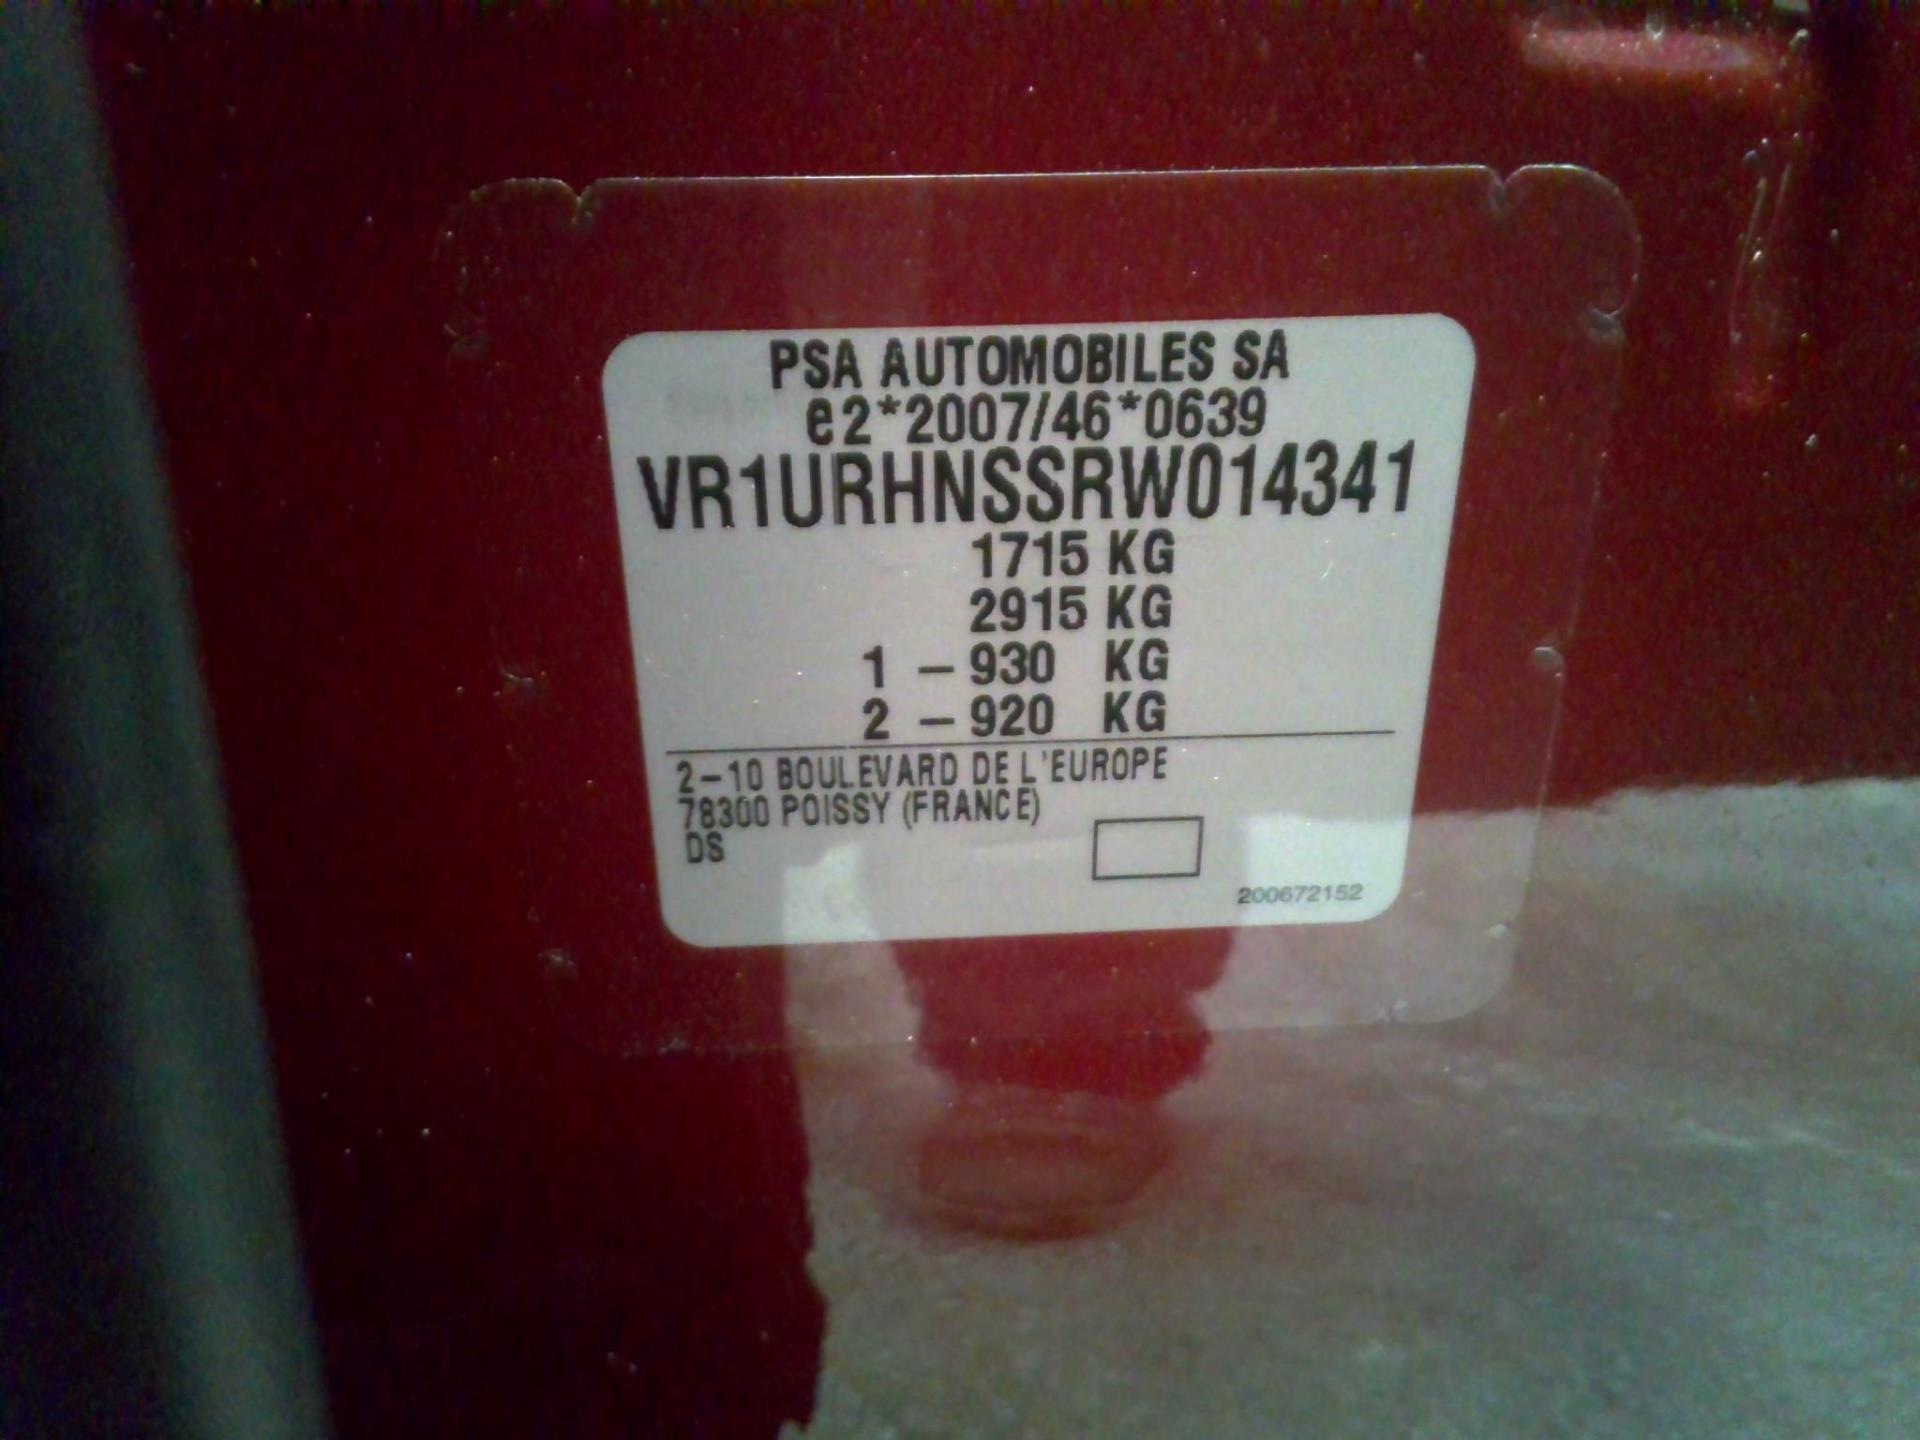 PSA AUTOMOBILES SA
e2*2007/46*0639
VR1URHNSSRW014341
1715 KG
2915 KG
1 – 930 KG
2 – 920 KG
2–10 BOULEVARD DE L'EUROPE
78300 POISSY (FRANCE)
DS
200672152